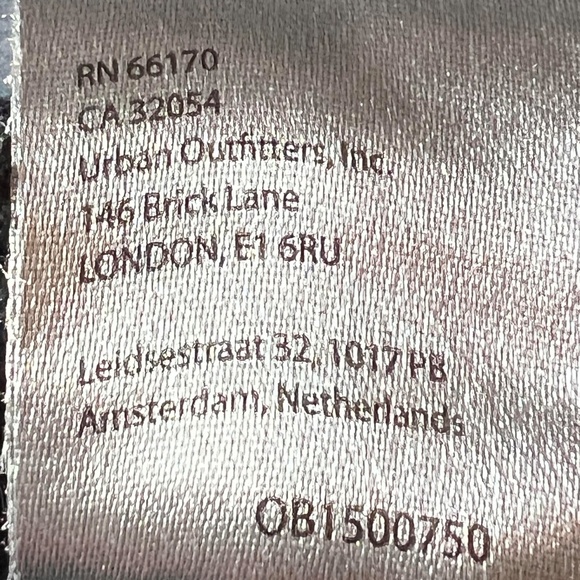 RN 66170
CA 32054
Urban Outfitters, Inc.
146 Brick Lane
LONDON, E1 6RU
Leidsestraat 32, 1017 PB
Amsterdam, Netherlands
OB1500750